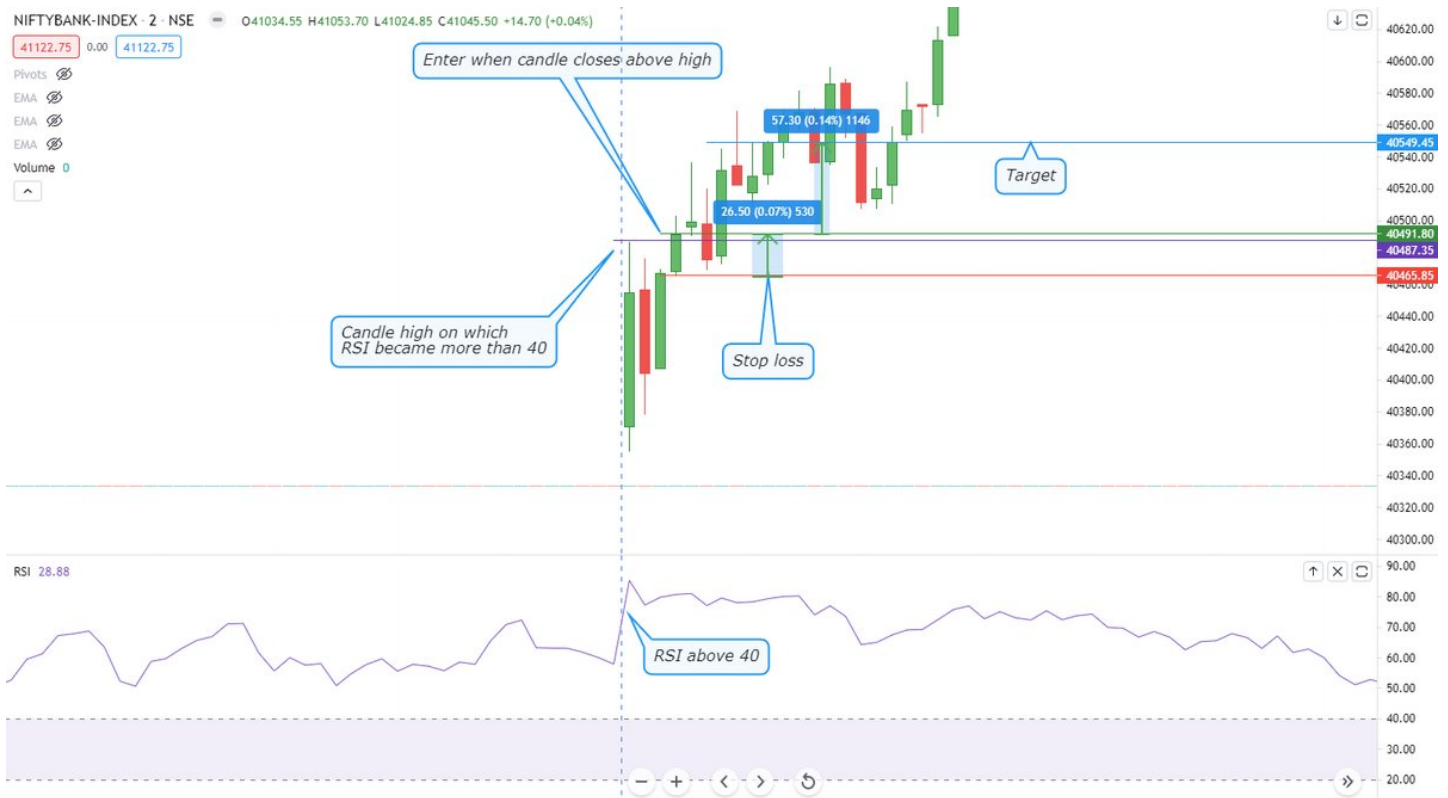 NIFTYBANK-INDEX · 2 · NSE O41034.55 H41053.70 L41024.85 C41045.50 +14.70 (+0.04%)
41122.75 0.00 41122.75
Pivots
EMA
EMA
EMA
Volume 0
Enter when candle closes above high
57.30 (0.14%) 1146
Target
26.50 (0.07%) 530
Candle high on which
RSI became more than 40
Stop loss
40620.00
40600.00
40580.00
40560.00
40549.45
40540.00
40520.00
40500.00
40491.80
40487.35
40465.85
40460.00
40440.00
40420.00
40400.00
40380.00
40360.00
40340.00
40320.00
40300.00
RSI 28.88
RSI above 40
90.00
80.00
70.00
60.00
50.00
40.00
30.00
20.00